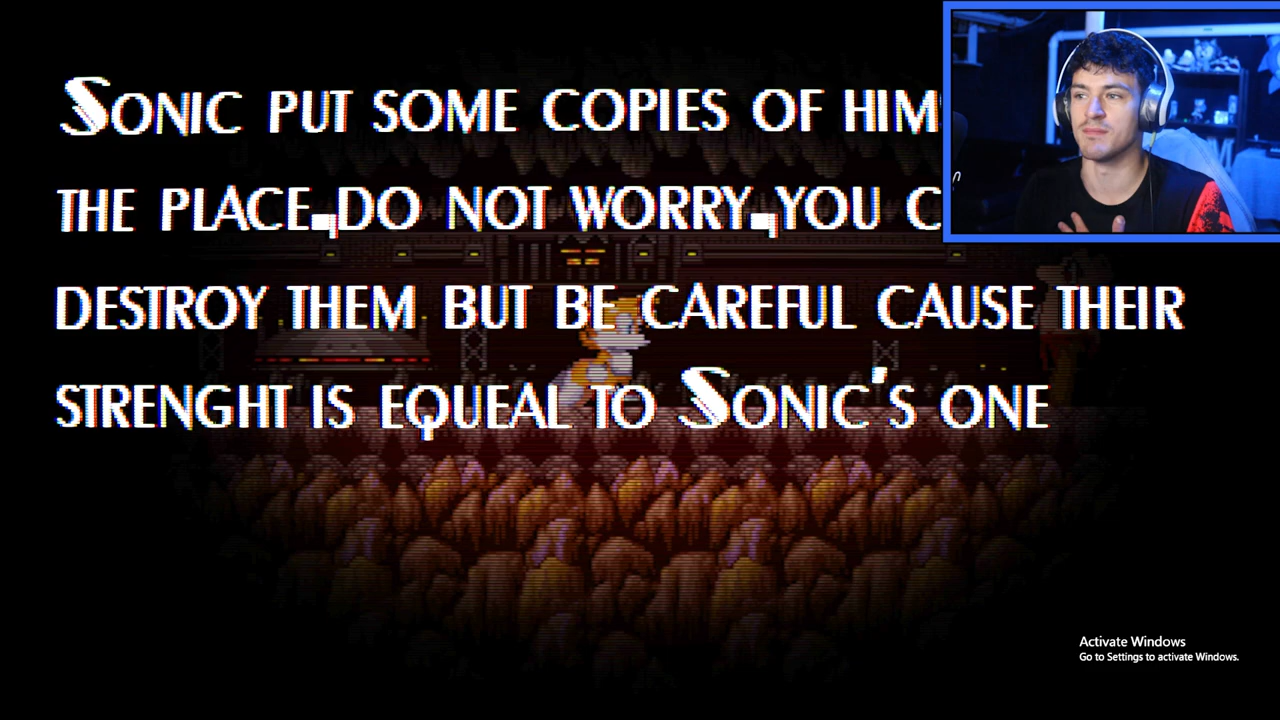 Sonic put some copies of him
the place,do not worry,you c
destroy them but be careful cause their
strenght is equeal to Sonic's one
Activate Windows
Go to Settings to activate Windows.